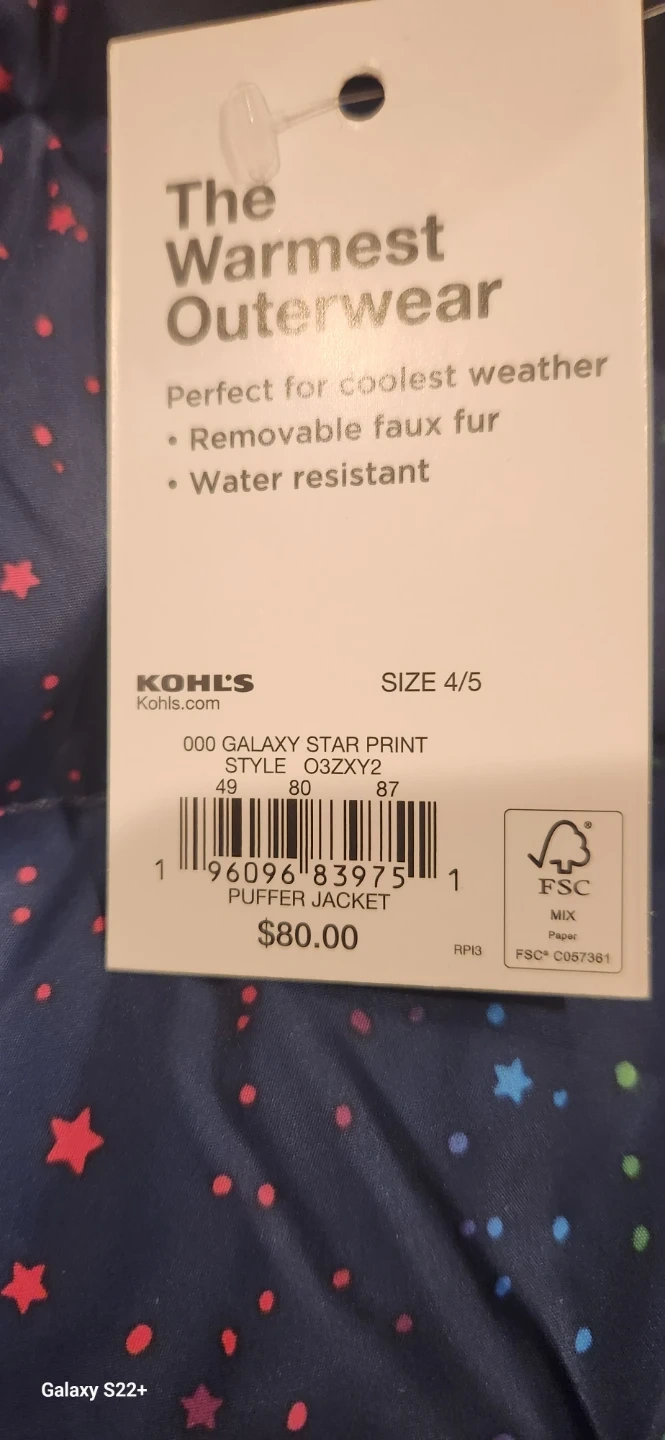 The
Warmest
Outerwear
Perfect for coolest weather
• Removable faux fur
• Water resistant
KOHL'S
SIZE 4/5
Kohls.com
000 GALAXY STAR PRINT
STYLE O3ZXY2
49 80 87
1 96096 83975 1
PUFFER JACKET
$80.00
RPI3
®
FSC
MIX
Paper
FSC® C057361
Galaxy S22+